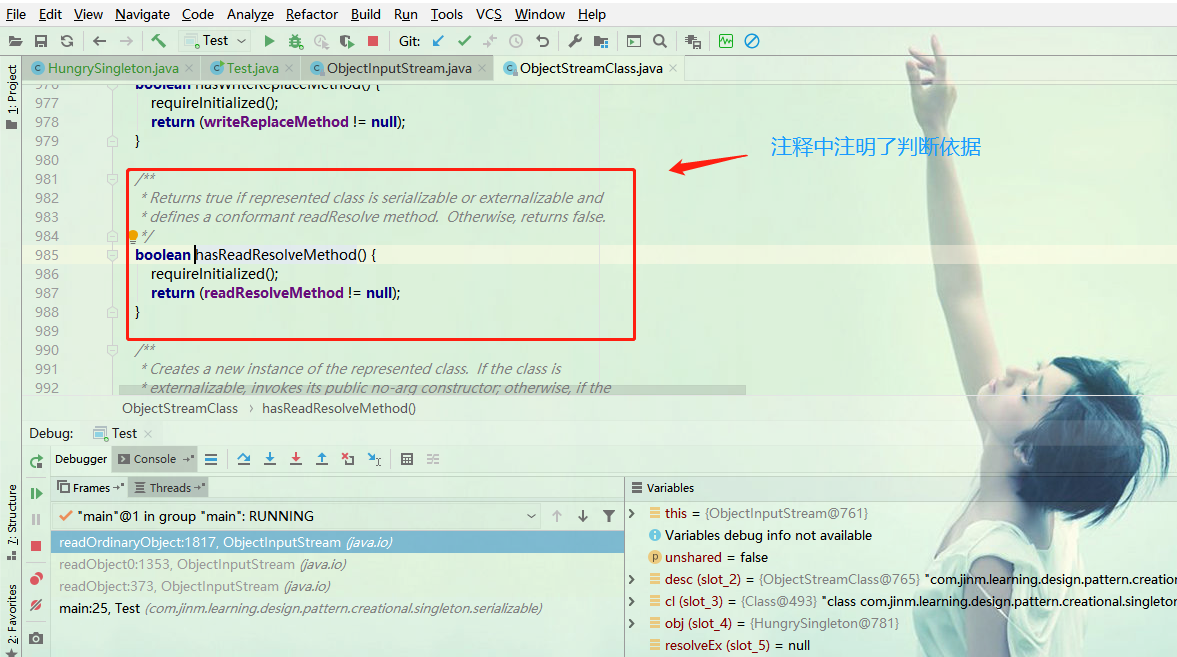 File Edit View Navigate Code Analyze Refactor Build Run Tools VCS Window Help
Test Git:
1: Project
HungrySingleton.java Test.java ObjectInputStream.java ObjectStreamClass.java
976 boolean hasWriteReplaceMethod() {
977 requireInitialized();
978 return (writeReplaceMethod != null);
979 }
980
注释中注明了判断依据
981 /**
982 * Returns true if represented class is serializable or externalizable and
983 * defines a conformant readResolve method. Otherwise, returns false.
984 */
985 boolean hasReadResolveMethod() {
986 requireInitialized();
987 return (readResolveMethod != null);
988 }
989
990 /**
991 * Creates a new instance of the represented class. If the class is
992 * externalizable, invokes its public no-arg constructor; otherwise, if the
ObjectStreamClass › hasReadResolveMethod()
Debug: Test
Debugger Console
Frames Threads
"main"@1 in group "main": RUNNING
readOrdinaryObject:1817, ObjectInputStream (java.io)
readObject0:1353, ObjectInputStream (java.io)
readObject:373, ObjectInputStream (java.io)
main:25, Test (com.jinm.learning.design.pattern.creational.singleton.serializable)
Variables
this = {ObjectInputStream@761}
Variables debug info not available
unshared = false
desc (slot_2) = {ObjectStreamClass@765} "com.jinm.learning.design.pattern.creation
cl (slot_3) = {Class@493} "class com.jinm.learning.design.pattern.creational.singleton
obj (slot_4) = {HungrySingleton@781}
resolveEx (slot_5) = null
7: Structure
2: Favorites